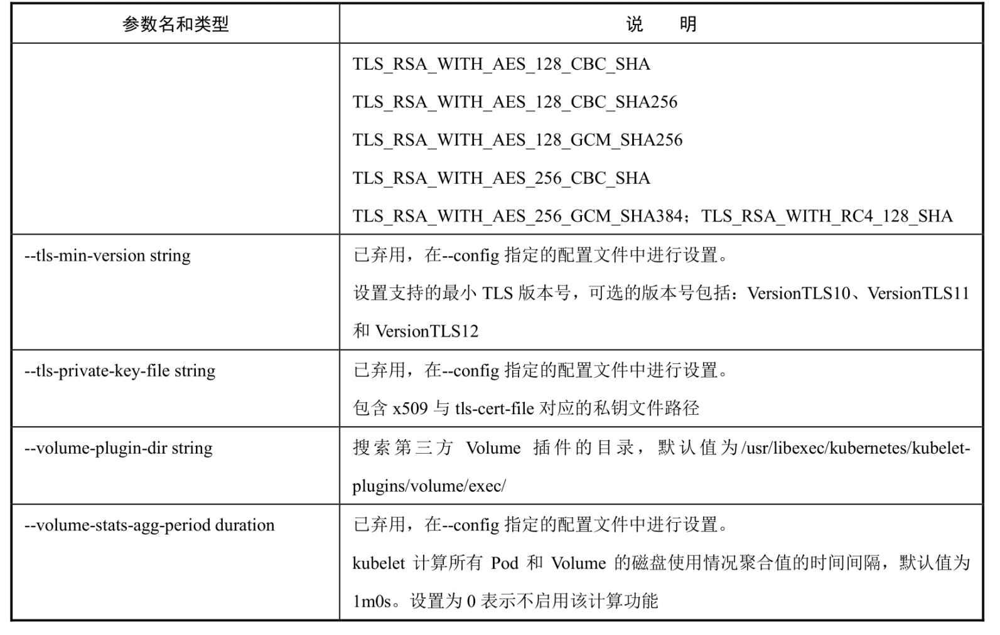 参数名和类型 说 明
TLS_RSA_WITH_AES_128_CBC_SHA
TLS_RSA_WITH_AES_128_CBC_SHA256
TLS_RSA_WITH_AES_128_GCM_SHA256
TLS_RSA_WITH_AES_256_CBC_SHA
TLS_RSA_WITH_AES_256_GCM_SHA384；TLS_RSA_WITH_RC4_128_SHA
--tls-min-version string
已弃用，在--config 指定的配置文件中进行设置。
设置支持的最小 TLS 版本号，可选的版本号包括：VersionTLS10、VersionTLS11
和 VersionTLS12
--tls-private-key-file string
已弃用，在--config 指定的配置文件中进行设置。
包含 x509 与 tls-cert-file 对应的私钥文件路径
--volume-plugin-dir string
搜索第三方 Volume 插件的目录，默认值为/usr/libexec/kubernetes/kubelet-
plugins/volume/exec/
--volume-stats-agg-period duration
已弃用，在--config 指定的配置文件中进行设置。
kubelet 计算所有 Pod 和 Volume 的磁盘使用情况聚合值的时间间隔，默认值为
1m0s。设置为 0 表示不启用该计算功能